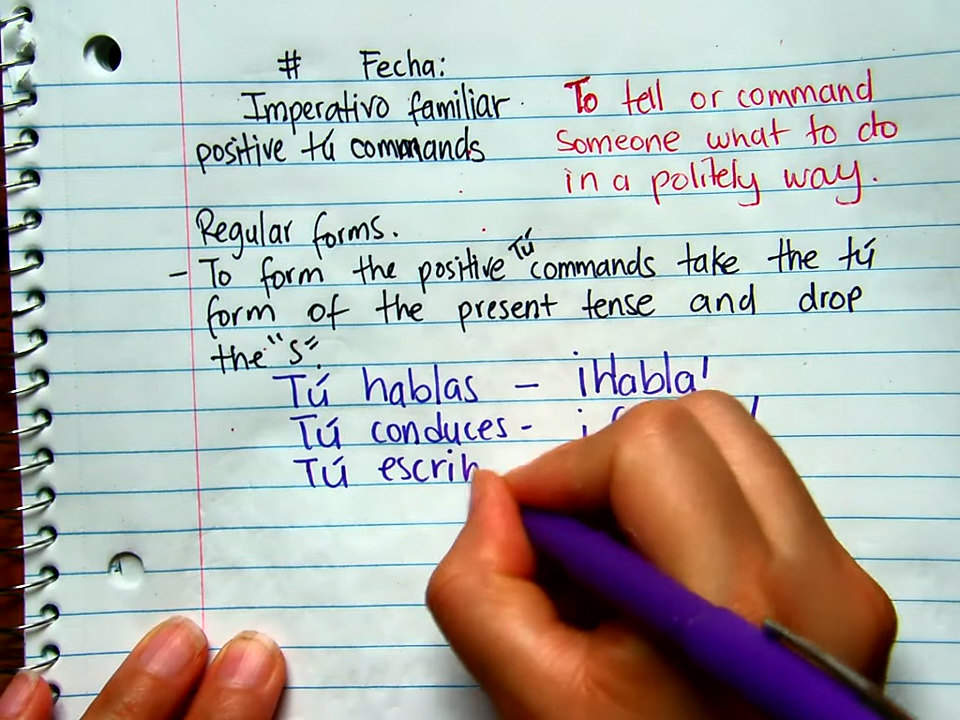 # Fecha:
Imperativo familiar
positive tú commands
To tell or command
someone what to do
in a politely way.
Regular forms.
- To form the positive Tú commands take the tú
form of the present tense and drop
the "s".
Tú hablas - ¡Habla!
Tú conduces - ¡
Tú